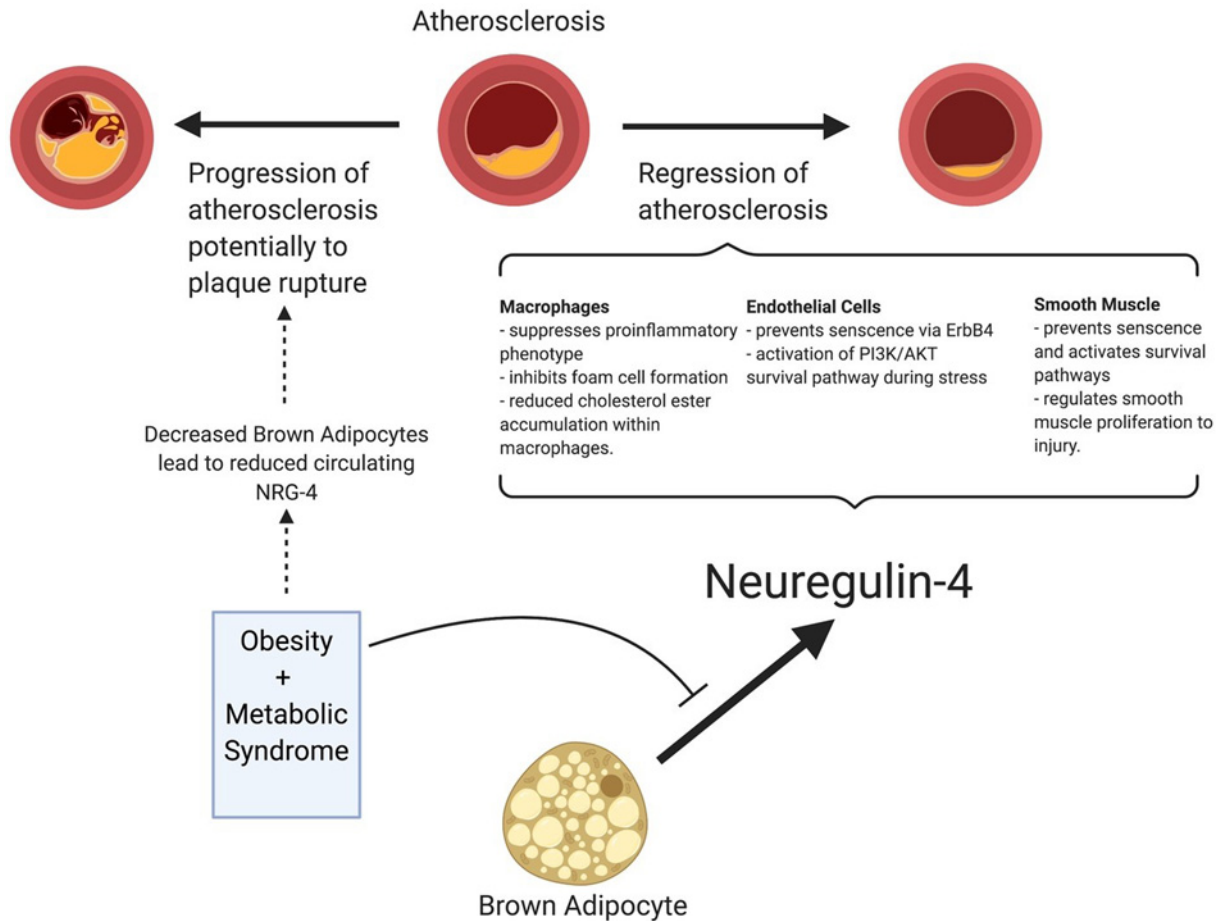 Atherosclerosis
Progression of
atherosclerosis
potentially to
plaque rupture
Regression of
atherosclerosis
Macrophages
- suppresses proinflammatory
phenotype
- inhibits foam cell formation
- reduced cholesterol ester
accumulation within
macrophages.
Endothelial Cells
- prevents senscence via ErbB4
- activation of PI3K/AKT
survival pathway during stress
Smooth Muscle
- prevents senscence
and activates survival
pathways
- regulates smooth
muscle proliferation to
injury.
Decreased Brown Adipocytes
lead to reduced circulating
NRG-4
Neuregulin-4
Obesity
+
Metabolic
Syndrome
Brown Adipocyte